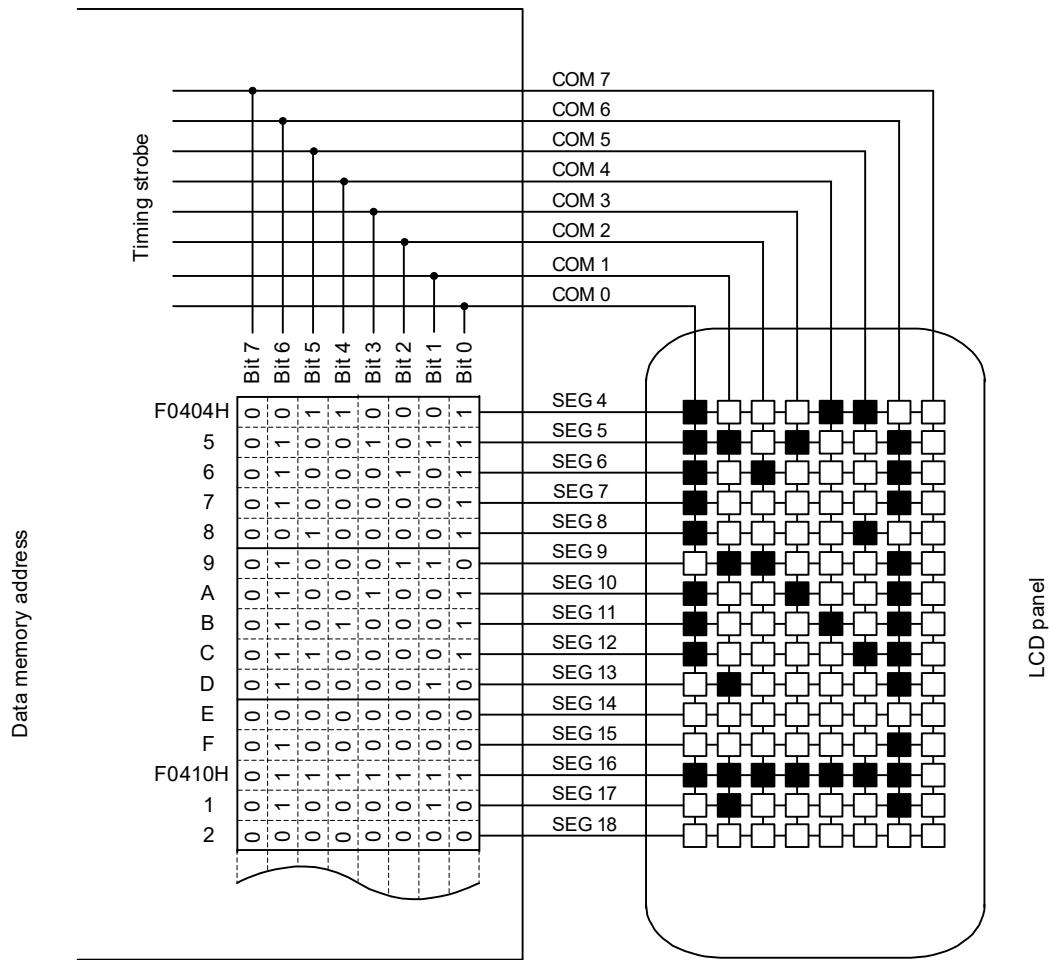 COM 7
COM 6
COM 5
COM 4
COM 3
COM 2
COM 1
COM 0
Timing strobe
Bit 7 Bit 6 Bit 5 Bit 4 Bit 3 Bit 2 Bit 1 Bit 0
Data memory address
F0404H 0 0 1 1 0 0 0 1 SEG 4
5 0 1 0 0 1 0 1 1 SEG 5
6 0 1 0 0 0 1 0 1 SEG 6
7 0 1 0 0 0 0 0 1 SEG 7
8 0 0 1 0 0 0 0 1 SEG 8
9 0 1 0 0 0 1 1 0 SEG 9
A 0 1 0 0 1 0 0 1 SEG 10
B 0 1 0 1 0 0 0 1 SEG 11
C 0 1 1 0 0 0 0 1 SEG 12
D 0 1 0 0 0 0 1 0 SEG 13
E 0 0 0 0 0 0 0 0 SEG 14
F 0 1 0 0 0 0 0 0 SEG 15
F0410H 0 1 1 1 1 1 1 1 SEG 16
1 0 1 0 0 0 0 1 0 SEG 17
2 0 0 0 0 0 0 0 0 SEG 18
LCD panel